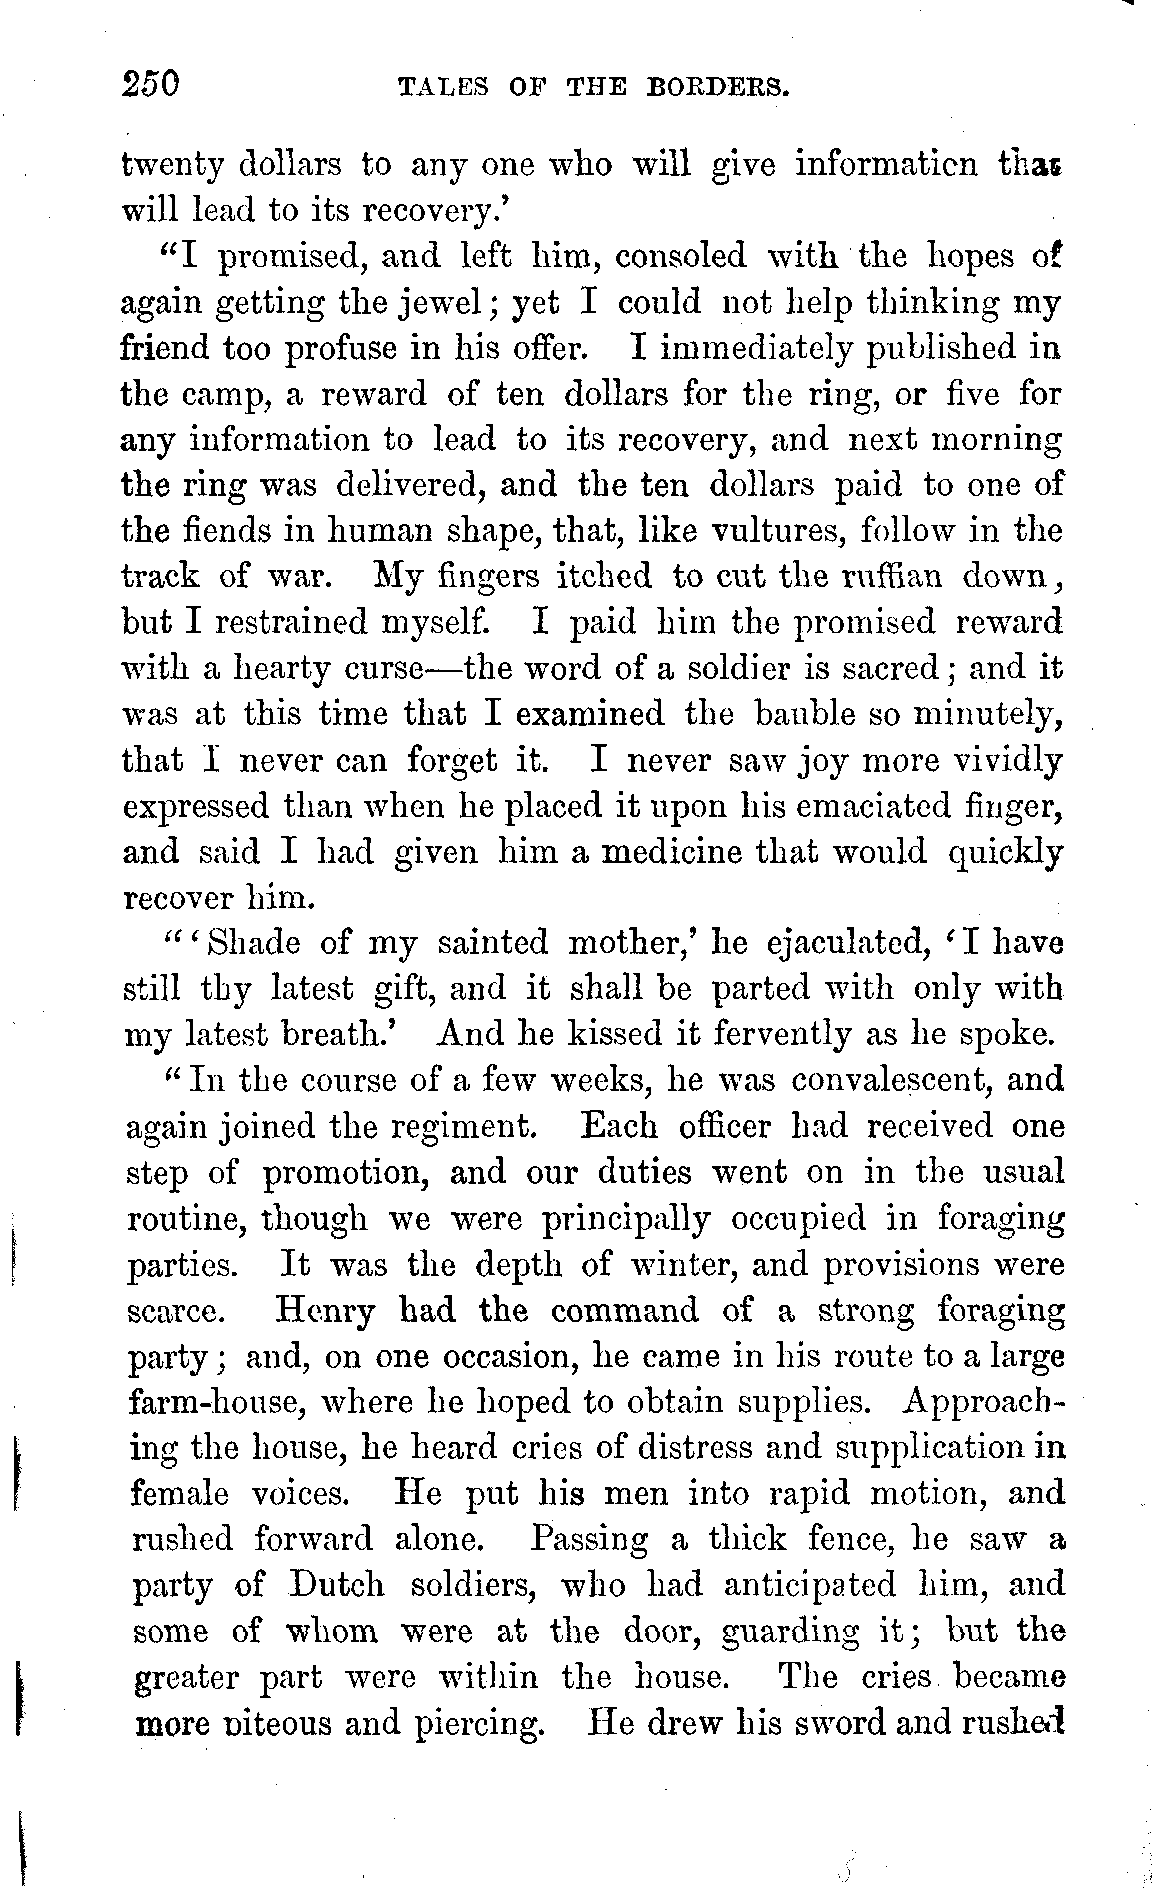 250 TALES OF THE BORDERS.
twenty dollars to any one who will give information that
will lead to its recovery.’
“I promised, and left him, consoled with the hopes of
again getting the jewel; yet I could not help thinking my
friend too profuse in his offer. I immediately published in
the camp, a reward of ten dollars for the ring, or five for
any information to lead to its recovery, and next morning
the ring was delivered, and the ten dollars paid to one of
the fiends in human shape, that, like vultures, follow in the
track of war. My fingers itched to cut the ruffian down,
but I restrained myself. I paid him the promised reward
with a hearty curse—the word of a soldier is sacred; and it
was at this time that I examined the bauble so minutely,
that I never can forget it. I never saw joy more vividly
expressed than when he placed it upon his emaciated finger,
and said I had given him a medicine that would quickly
recover him.
“‘Shade of my sainted mother,’ he ejaculated, ‘I have
still thy latest gift, and it shall be parted with only with
my latest breath.’ And he kissed it fervently as he spoke.
“In the course of a few weeks, he was convalescent, and
again joined the regiment. Each officer had received one
step of promotion, and our duties went on in the usual
routine, though we were principally occupied in foraging
parties. It was the depth of winter, and provisions were
scarce. Henry had the command of a strong foraging
party; and, on one occasion, he came in his route to a large
farm-house, where he hoped to obtain supplies. Approach-
ing the house, he heard cries of distress and supplication in
female voices. He put his men into rapid motion, and
rushed forward alone. Passing a thick fence, he saw a
party of Dutch soldiers, who had anticipated him, and
some of whom were at the door, guarding it; but the
greater part were within the house. The cries became
more piteous and piercing. He drew his sword and rushed